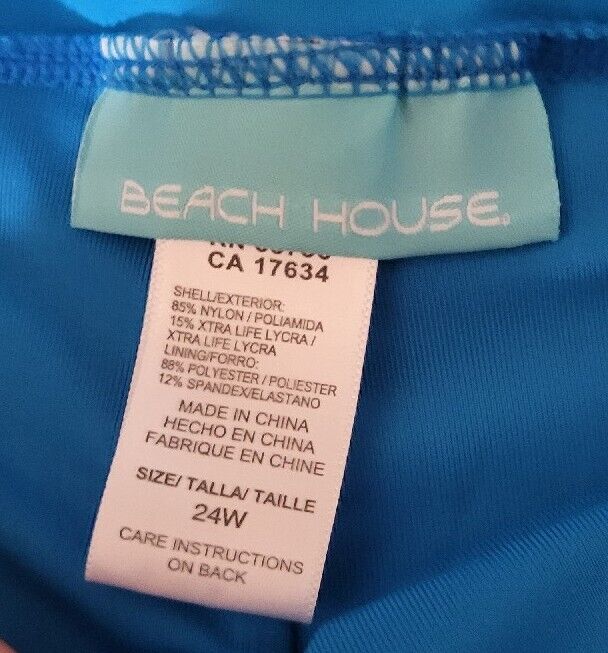 BEACH HOUSE
CA 17634
SHELL/EXTERIOR:
85% NYLON / POLIAMIDA
15% XTRA LIFE LYCRA /
XTRA LIFE LYCRA
LINING/FORRO:
88% POLYESTER / POLIESTER
12% SPANDEX/ELASTANO
MADE IN CHINA
HECHO EN CHINA
FABRIQUE EN CHINE
SIZE/ TALLA/ TAILLE
24W
CARE INSTRUCTIONS
ON BACK